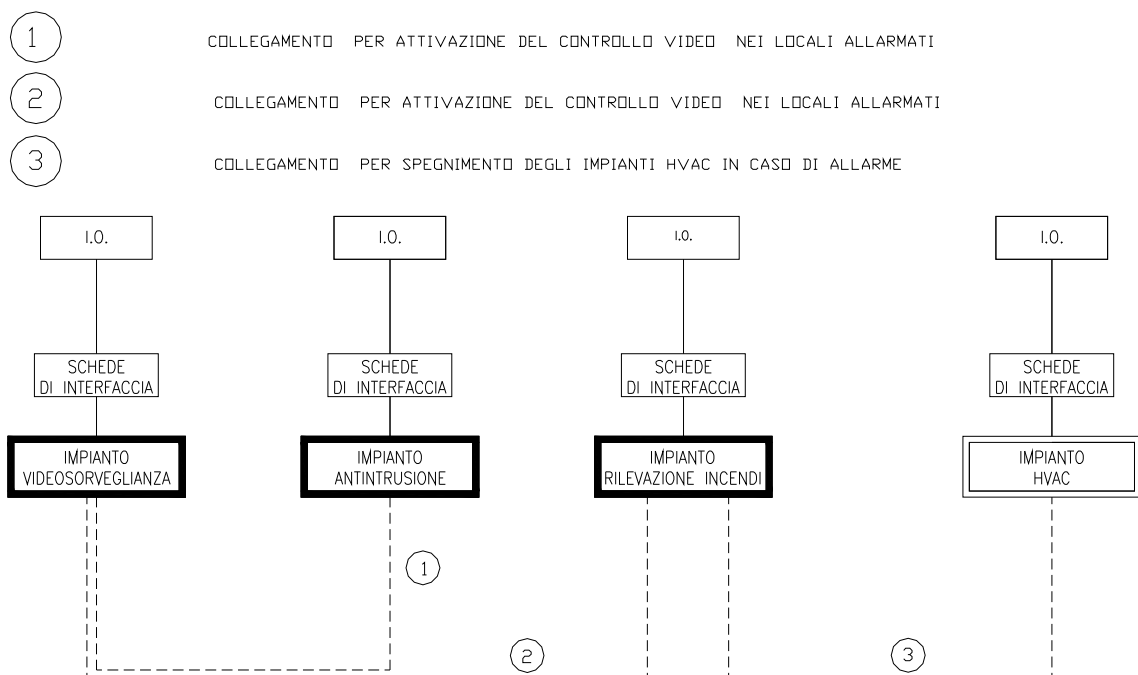 1 COLLEGAMENTO PER ATTIVAZIONE DEL CONTROLLO VIDEO NEI LOCALI ALLARMATI
2 COLLEGAMENTO PER ATTIVAZIONE DEL CONTROLLO VIDEO NEI LOCALI ALLARMATI
3 COLLEGAMENTO PER SPEGNIMENTO DEGLI IMPIANTI HVAC IN CASO DI ALLARME
I.O.
I.O.
I.O.
I.O.
SCHEDE
DI INTERFACCIA
SCHEDE
DI INTERFACCIA
SCHEDE
DI INTERFACCIA
SCHEDE
DI INTERFACCIA
IMPIANTO
VIDEOSORVEGLIANZA
IMPIANTO
ANTINTRUSIONE
IMPIANTO
RILEVAZIONE INCENDI
IMPIANTO
HVAC
1
2
3